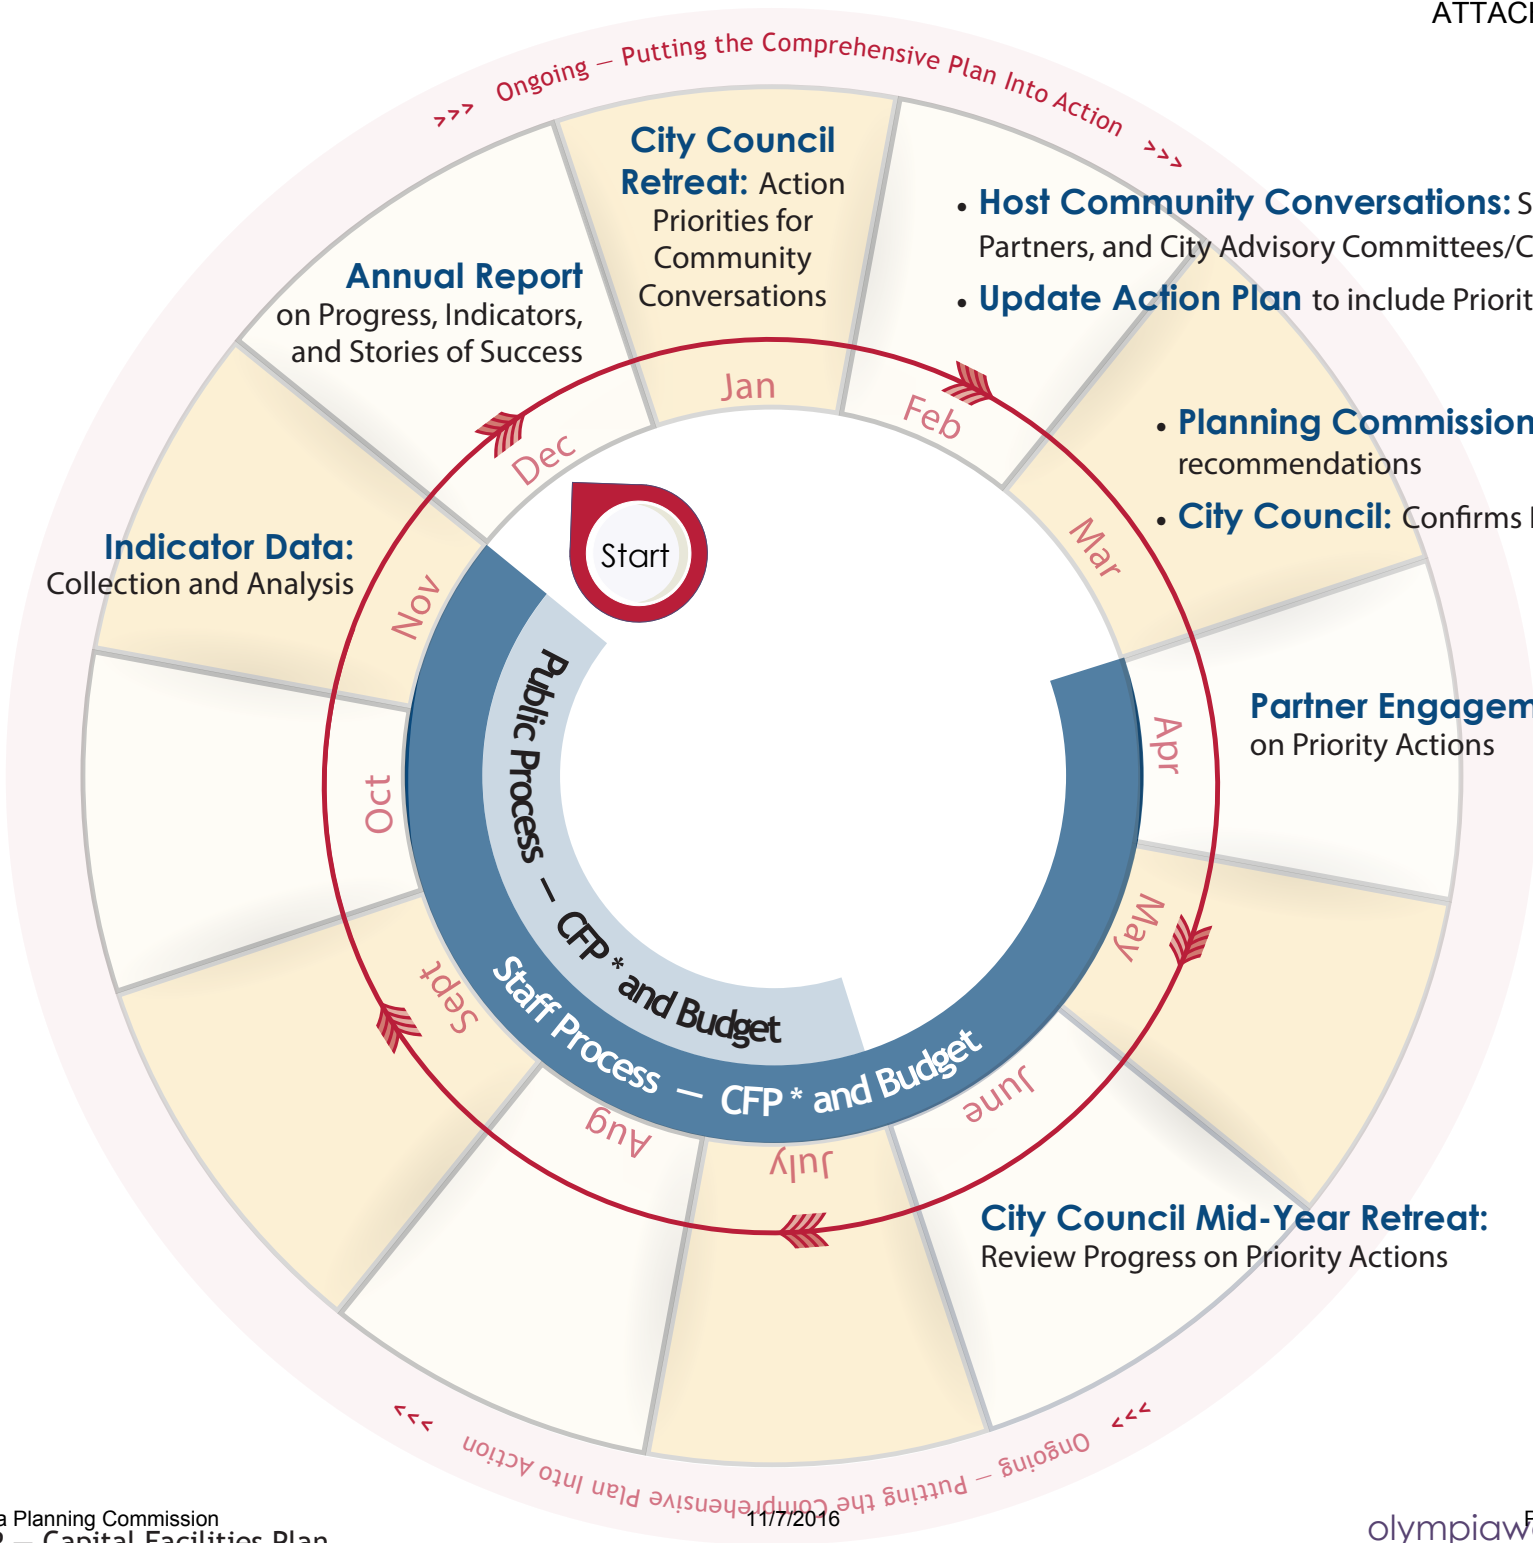 >>> Ongoing — Putting the Comprehensive Plan Into Action >>>
City Council
Retreat: Action
Priorities for
Community
Conversations
• Host Community Conversations:
Partners, and City Advisory Committees/
• Update Action Plan to include
• Planning Commission
recommendations
• City Council: Confirms
Partner
on Priority Actions
City Council Mid-Year Retreat:
Review Progress on Priority Actions
Indicator Data:
Collection and Analysis
Annual Report
on Progress, Indicators,
and Stories of Success
Jan
Feb
Mar
Apr
May
June
July
Aug
Sept
Oct
Nov
Dec
Start
Public Process — CFP * and Budget
Staff Process — CFP * and Budget
>>> Ongoing — Putting the Comprehensive Plan Into Action >>>
Planning Commission
11/7/2016
— Capital Facilities Plan